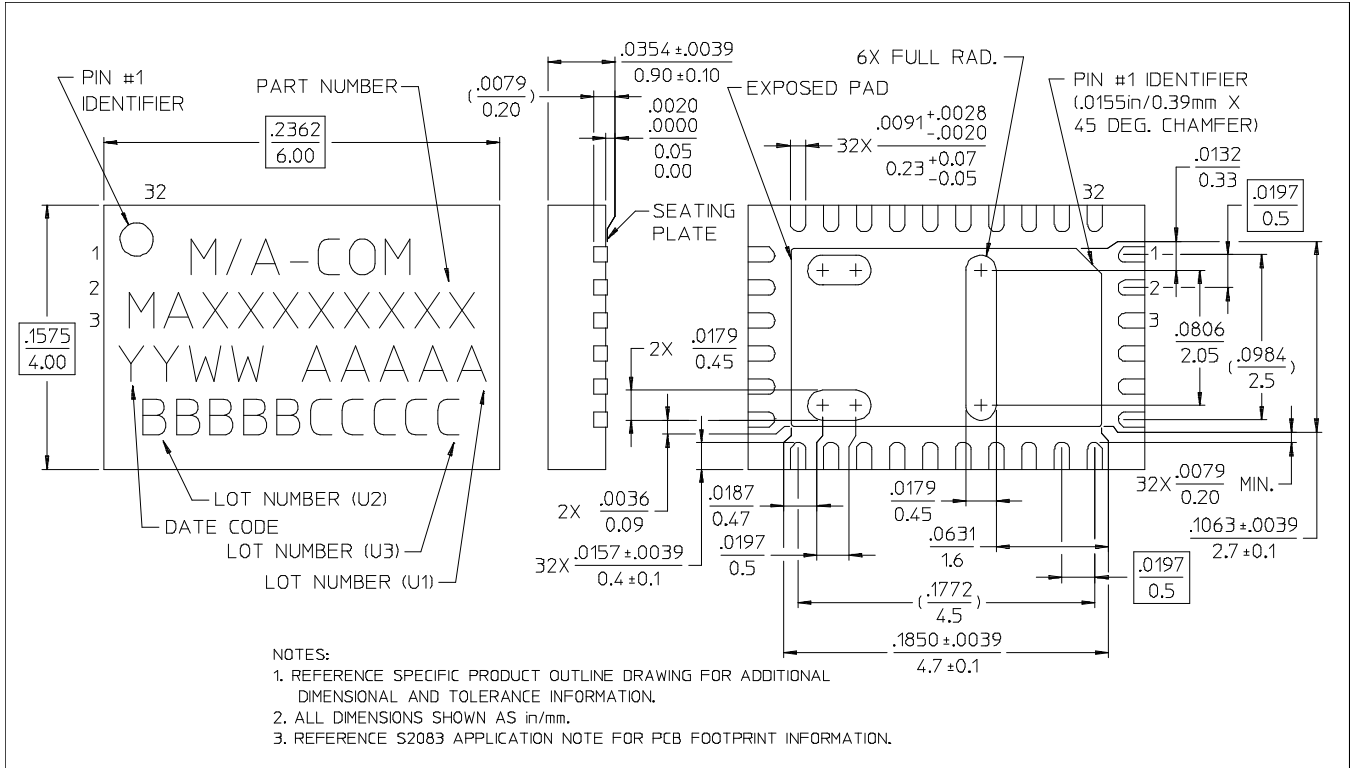 PIN #1
IDENTIFIER
PART NUMBER
.2362
6.00
32
1
2
3
.1575
4.00
M/A-COM
MAXXXXXXXXX
YYWW AAAAA
BBBBBCCCCC
LOT NUMBER (U2)
DATE CODE
LOT NUMBER (U3)
LOT NUMBER (U1)
.0354 ±.0039
0.90 ±0.10
(.0079)
0.20
.0020
.0000
0.05
0.00
SEATING
PLATE
EXPOSED PAD
6X FULL RAD.
PIN #1 IDENTIFIER
(.0155in/0.39mm X
45 DEG. CHAMFER)
32X .0091 +.0028 -.0020
0.23 +0.07 -0.05
32
.0132
0.33
.0197
0.5
1
2
3
2X .0179
0.45
.0806
2.05
(.0984)
2.5
2X .0036
0.09
32X .0157 ±.0039
0.4 ±0.1
.0187
0.47
.0197
0.5
.0179
0.45
.0631
1.6
32X .0079 MIN.
0.20
.1063 ±.0039
2.7 ±0.1
.0197
0.5
(.1772)
4.5
.1850 ±.0039
4.7 ±0.1
NOTES:
1. REFERENCE SPECIFIC PRODUCT OUTLINE DRAWING FOR ADDITIONAL
DIMENSIONAL AND TOLERANCE INFORMATION.
2. ALL DIMENSIONS SHOWN AS in/mm.
3. REFERENCE S2083 APPLICATION NOTE FOR PCB FOOTPRINT INFORMATION.